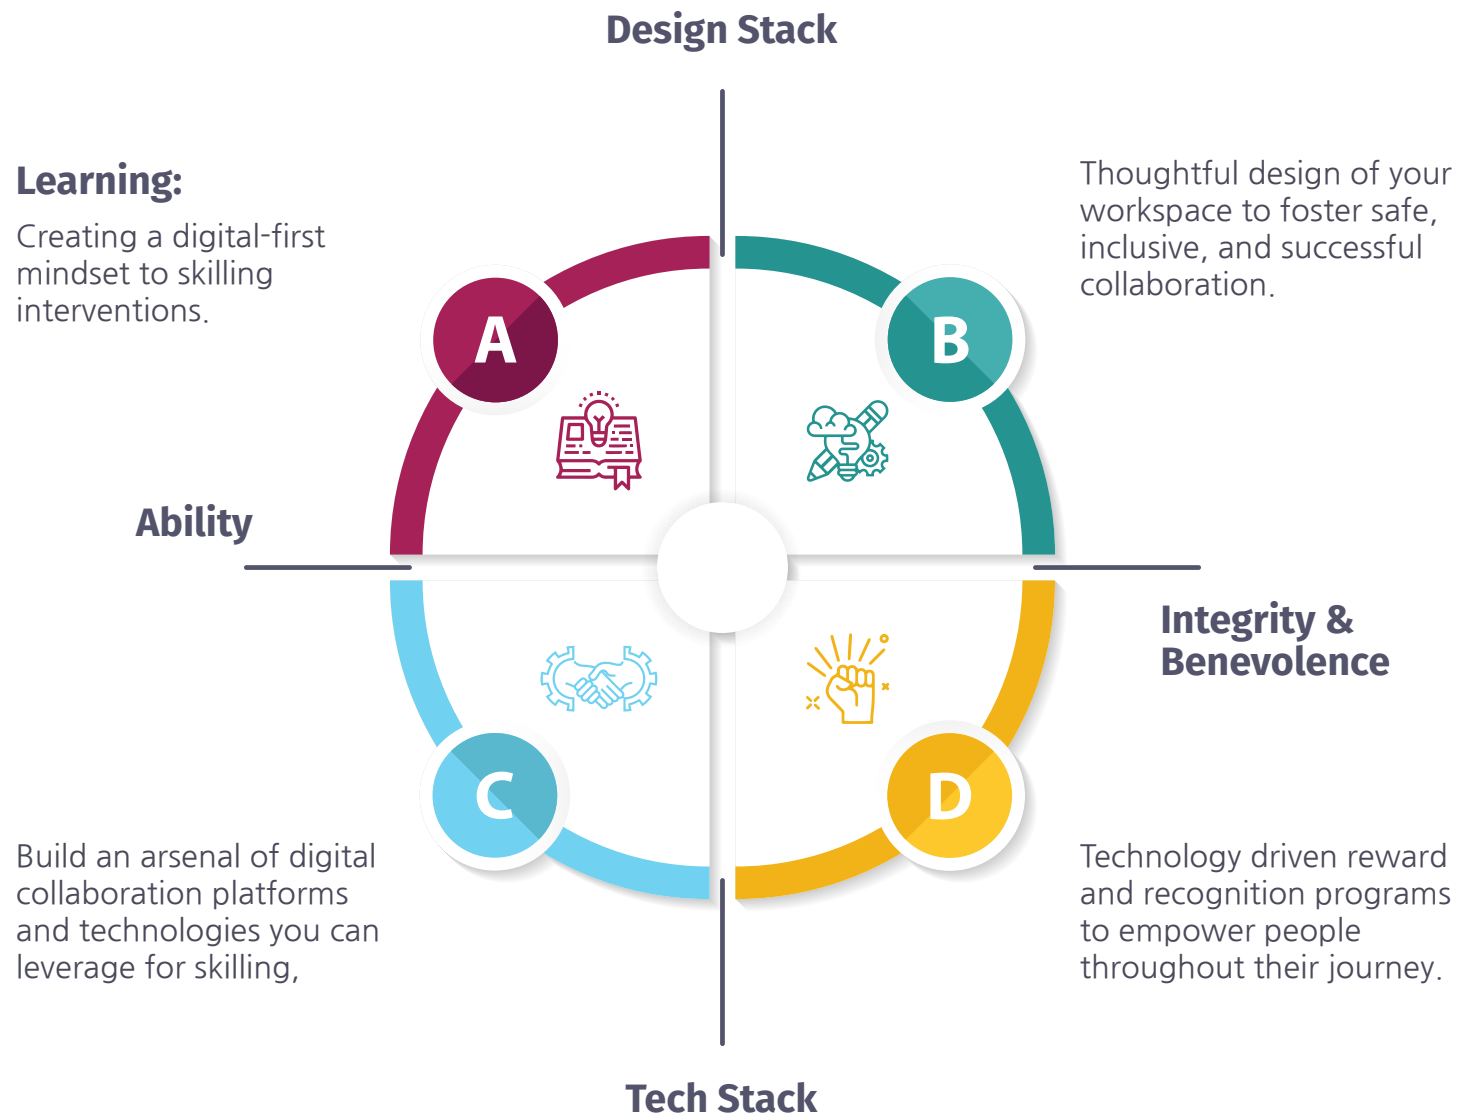 Design Stack
Learning:
Creating a digital-first
mindset to skilling
interventions.
A
Thoughtful design of your
workspace to foster safe,
inclusive, and successful
collaboration.
B
Ability
Integrity &
Benevolence
C
Build an arsenal of digital
collaboration platforms
and technologies you can
leverage for skilling,
D
Technology driven reward
and recognition programs
to empower people
throughout their journey.
Tech Stack